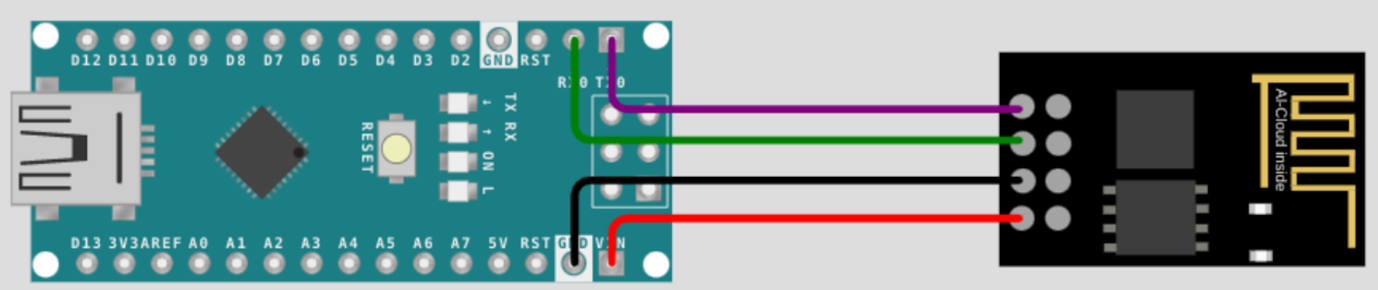 D12 D11 D10 D9 D8 D7 D6 D5 D4 D3 D2 GND RST
RX0 TX0
TX RX
↓ ↑ ON L
RESET
AI-Cloud inside
D13 3V3 AREF A0 A1 A2 A3 A4 A5 A6 A7 5V RST GND VIN